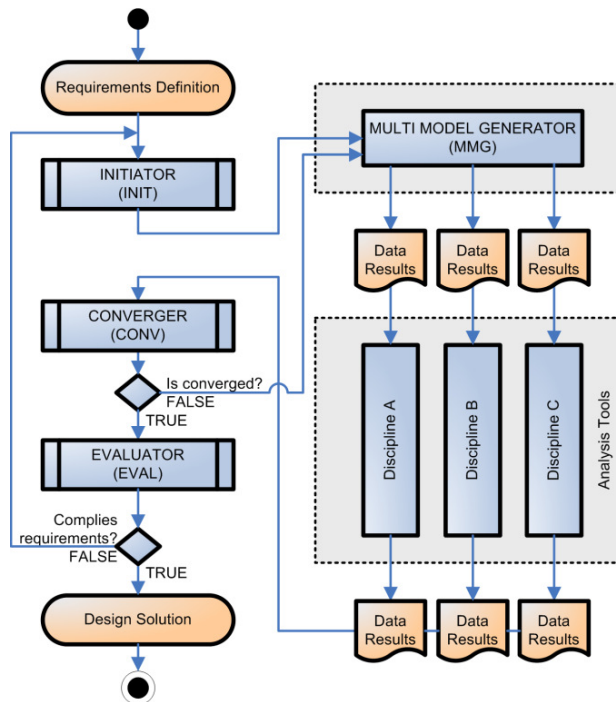 Requirements Definition
INITIATOR
(INIT)
MULTI MODEL GENERATOR
(MMG)
Data
Results
Data
Results
Data
Results
CONVERGER
(CONV)
Is converged?
FALSE
TRUE
EVALUATOR
(EVAL)
Complies
requirements?
FALSE
TRUE
Design Solution
Discipline A
Discipline B
Discipline C
Analysis Tools
Data
Results
Data
Results
Data
Results